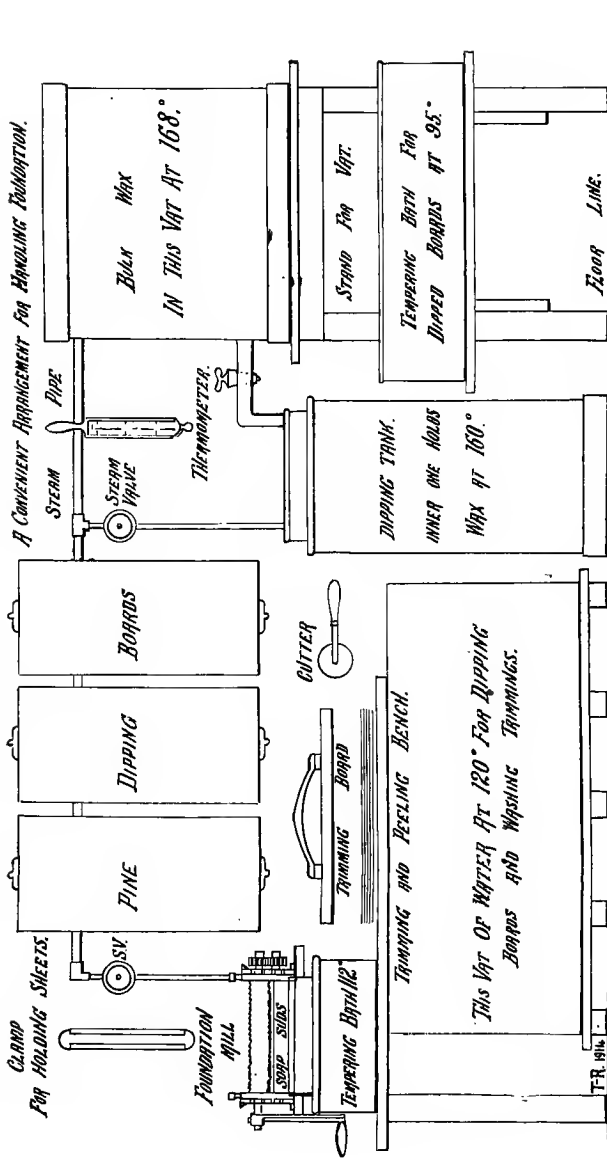 A CONVENIENT ARRANGEMENT FOR HANDLING FOUNDATION.
CLAMP
FOR HOLDING SHEETS.
S.V.
PINE
DIPPING
BOARDS
STEAM PIPE
STEAM
VALVE
THERMOMETER.
BULK WAX
IN THIS VAT AT 168.°
FOUNDATION
MILL
SOAP SUDS
TEMPERING BATH 112°
TRIMMING BOARD
CUTTER
DIPPING TANK.
INNER ONE HOLDS
WAX AT 160°
STAND FOR VAT.
TEMPERING BATH FOR
DIPPED BOARDS AT 95.°
FLOOR LINE.
TRIMMING AND PEELING BENCH.
THIS VAT OF WATER AT 120° FOR DIPPING
BOARDS AND WASHING TRIMMINGS.
T-R. 1914